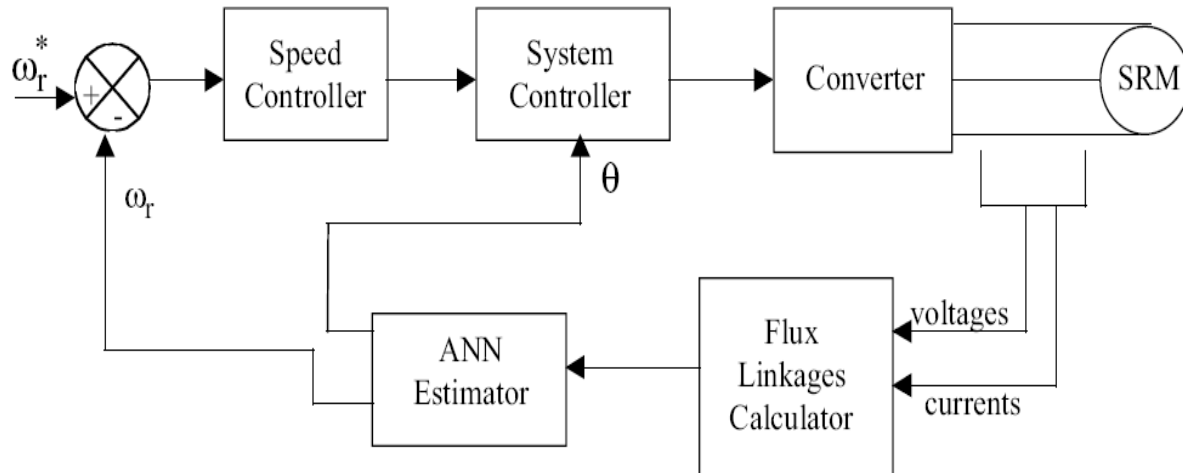 ω_r^*
+
-
Speed
Controller
System
Controller
Converter
SRM
ω_r
θ
ANN
Estimator
Flux
Linkages
Calculator
voltages
currents